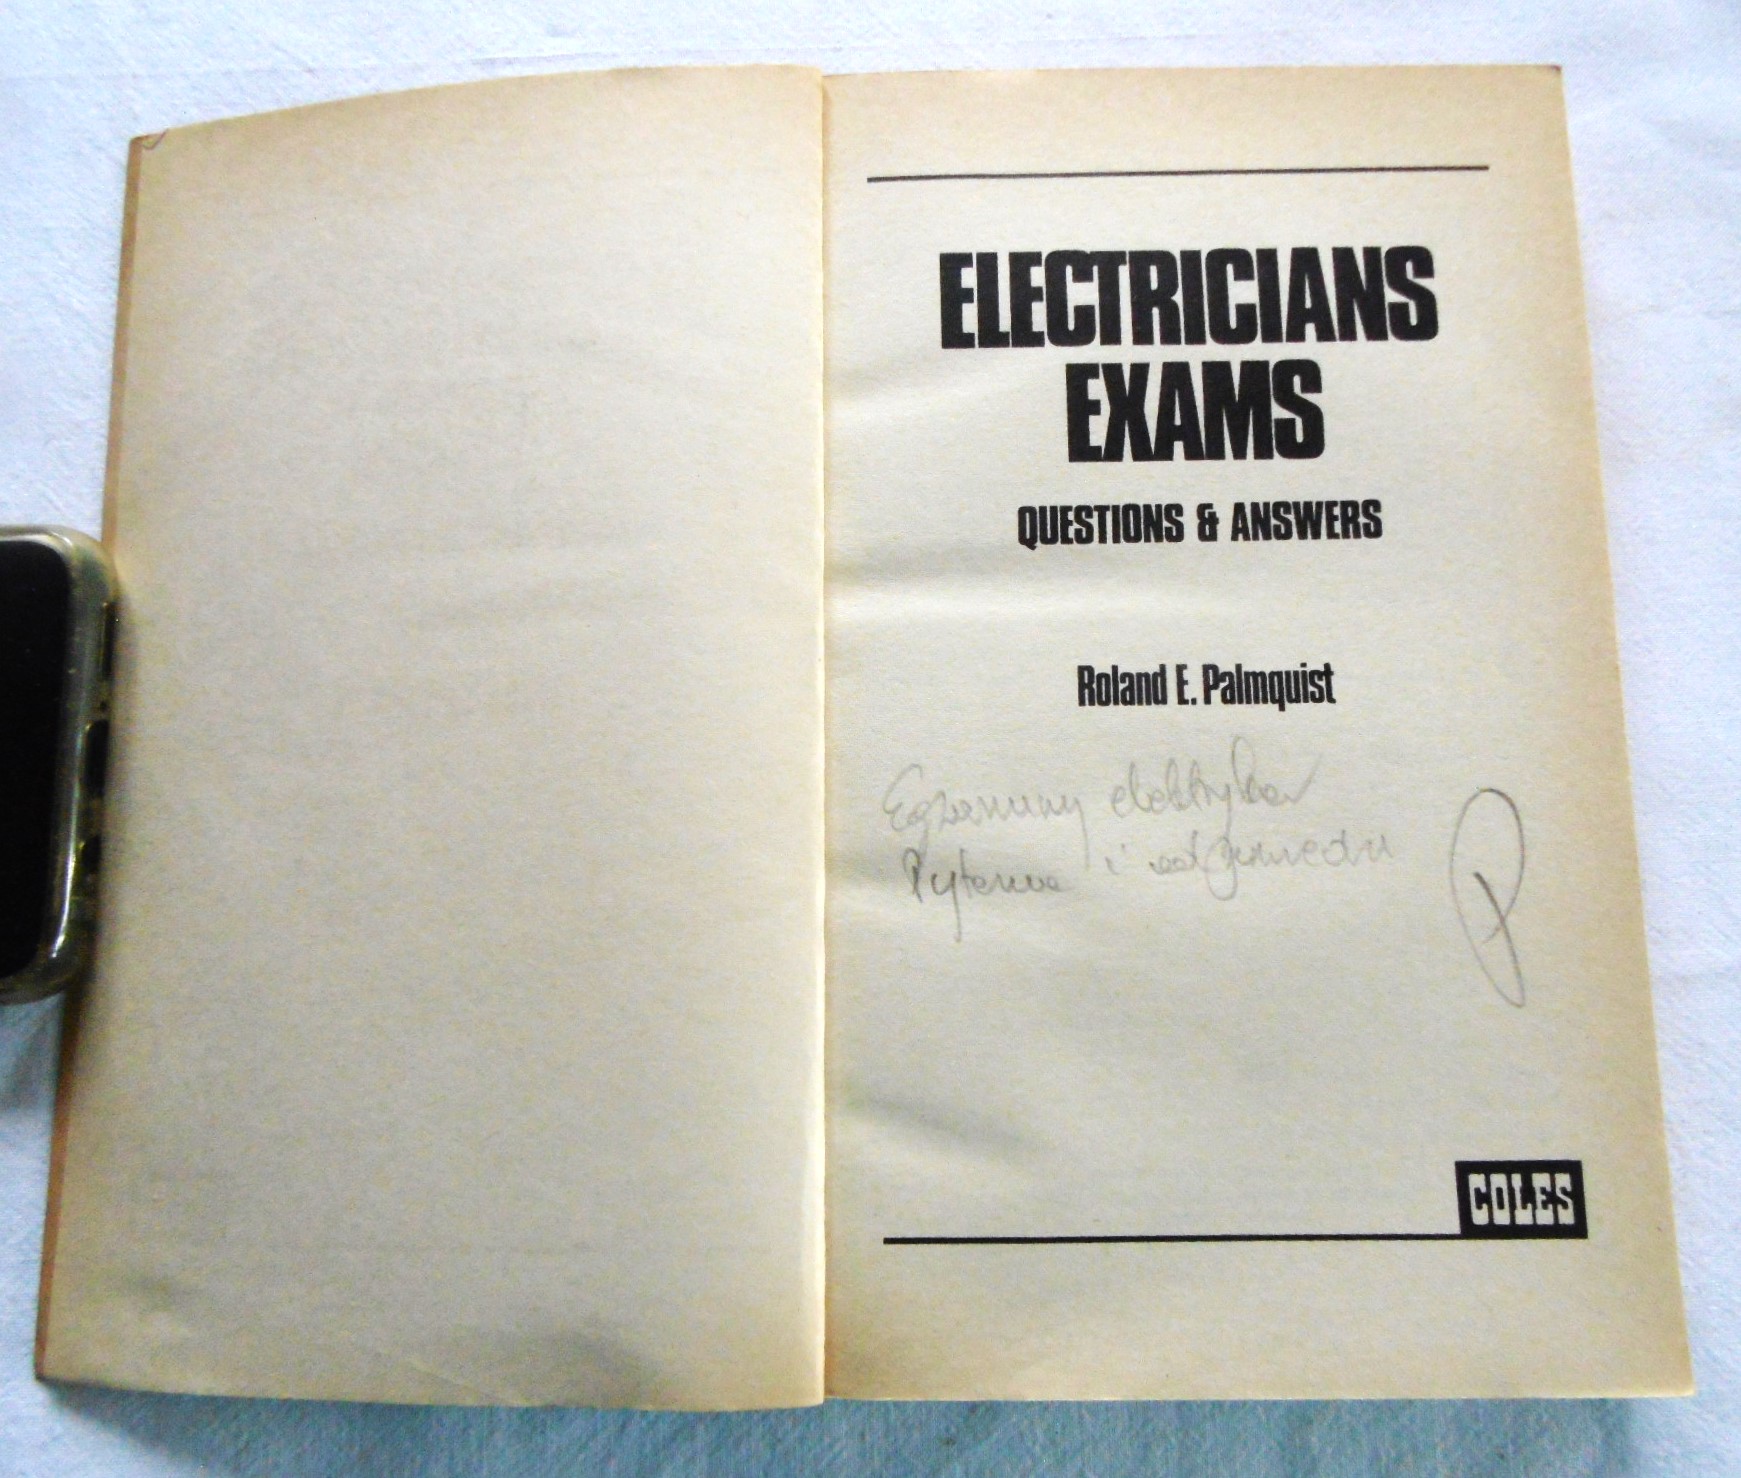 ELECTRICIANS
EXAMS
QUESTIONS & ANSWERS
Roland E. Palmquist
Egzaminy elektryków
Pytania i odpowiedzi
COLES